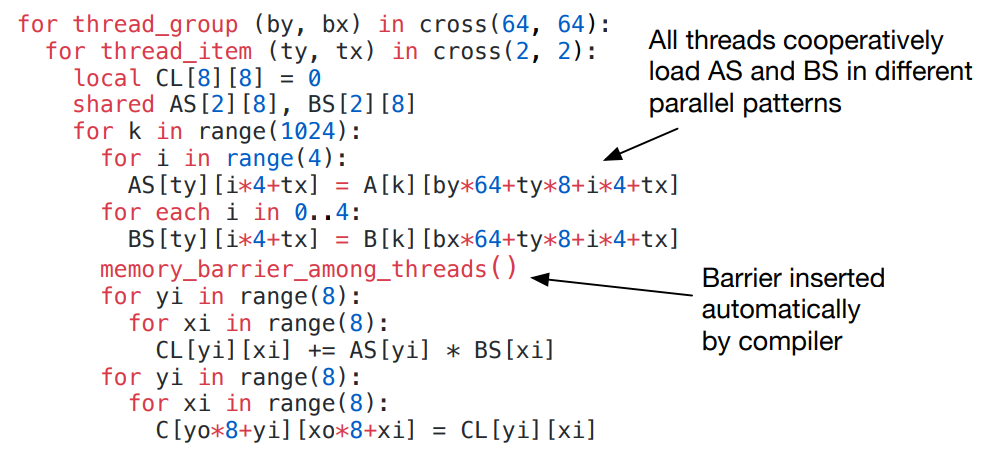 for thread_group (by, bx) in cross(64, 64):
  for thread_item (ty, tx) in cross(2, 2):
    local CL[8][8] = 0
    shared AS[2][8], BS[2][8]
    for k in range(1024):
      for i in range(4):
        AS[ty][i*4+tx] = A[k][by*64+ty*8+i*4+tx]
      for each i in 0..4:
        BS[ty][i*4+tx] = B[k][bx*64+ty*8+i*4+tx]
      memory_barrier_among_threads()
      for yi in range(8):
        for xi in range(8):
          CL[yi][xi] += AS[yi] * BS[xi]
      for yi in range(8):
        for xi in range(8):
          C[yo*8+yi][xo*8+xi] = CL[yi][xi]
All threads cooperatively
load AS and BS in different
parallel patterns
Barrier inserted
automatically
by compiler